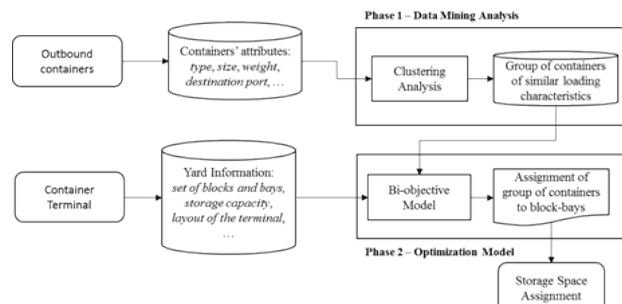 Phase 1 – Data Mining Analysis
Outbound
containers
Containers' attributes:
type, size, weight,
destination port, …
Clustering
Analysis
Group of containers
of similar loading
characteristics
Container
Terminal
Yard Information:
set of blocks and bays,
storage capacity,
layout of the terminal,
…
Bi-objective
Model
Assignment of
group of containers
to block-bays
Phase 2 – Optimization Model
Storage Space
Assignment